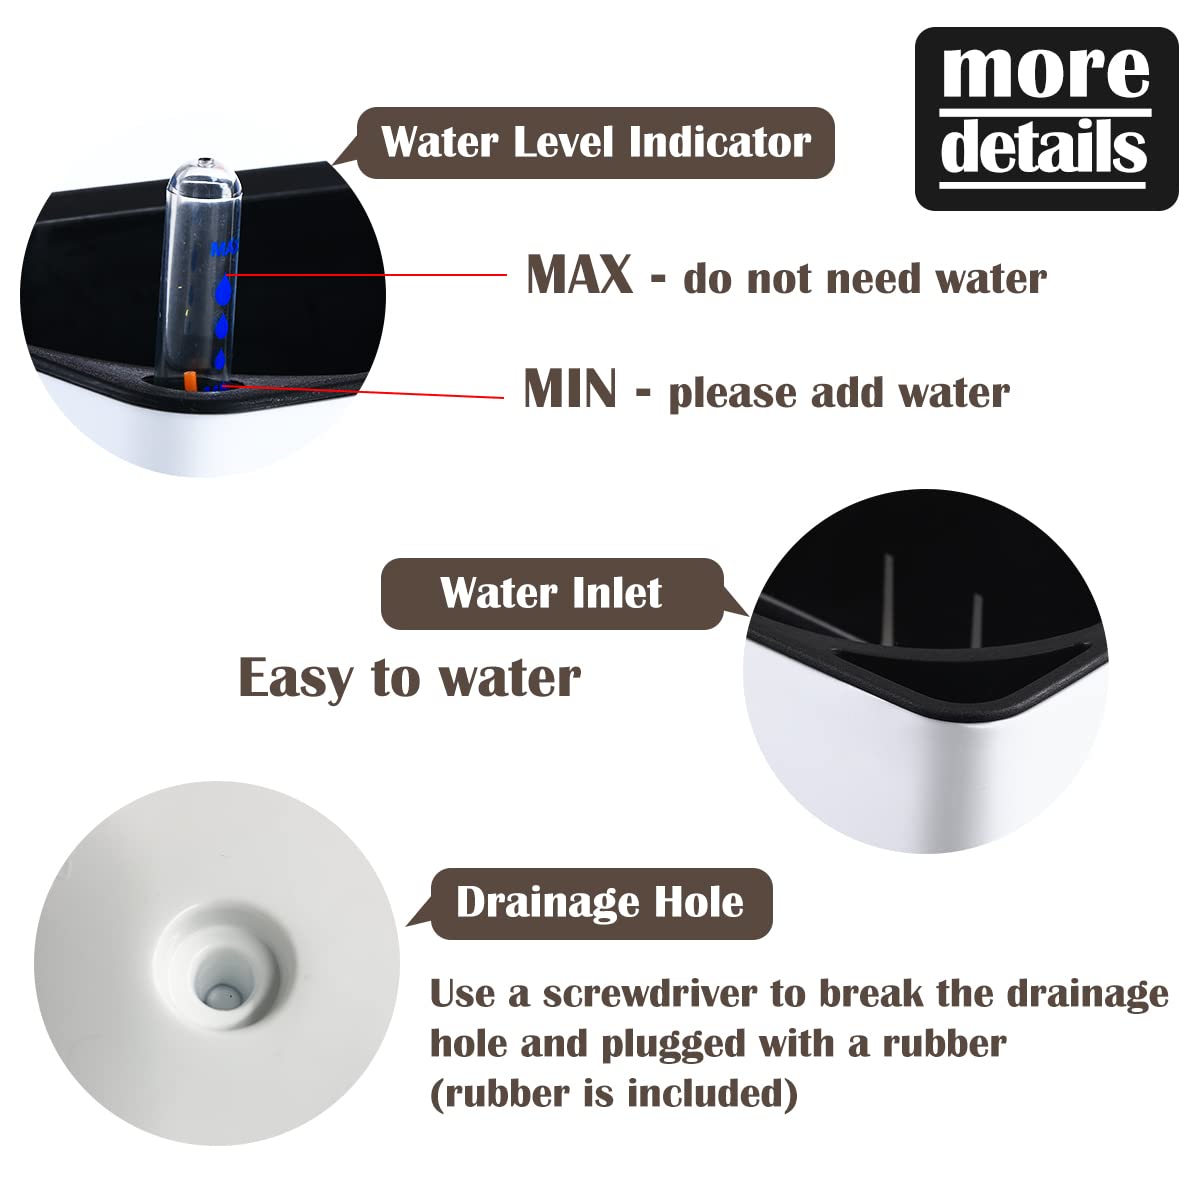 more
details
Water Level Indicator
MAX
MAX - do not need water
MIN - please add water
Water Inlet
Easy to water
Drainage Hole
Use a screwdriver to break the drainage
hole and plugged with a rubber
(rubber is included)